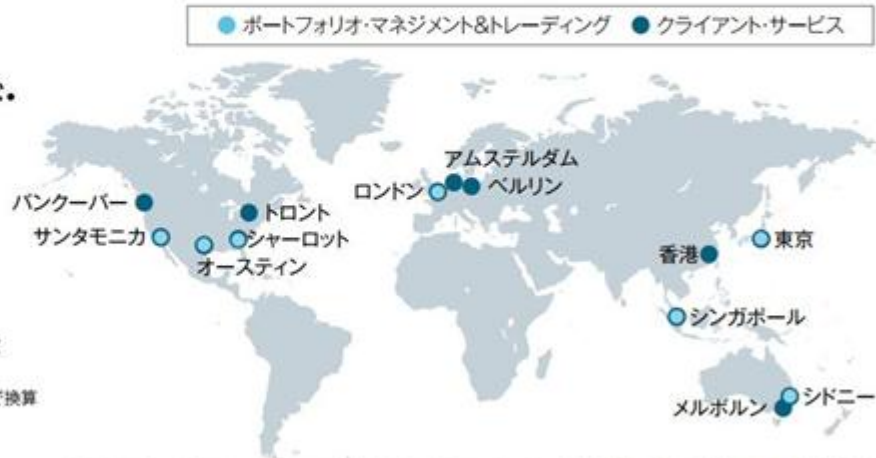 ポートフォリオ・マネジメント&トレーディング クライアント・サービス
アムステルダム
ロンドン
ベルリン
バンクーバー
トロント
サンタモニカ
シャーロット
オースティン
東京
香港
シンガポール
シドニー
メルボルン
換算